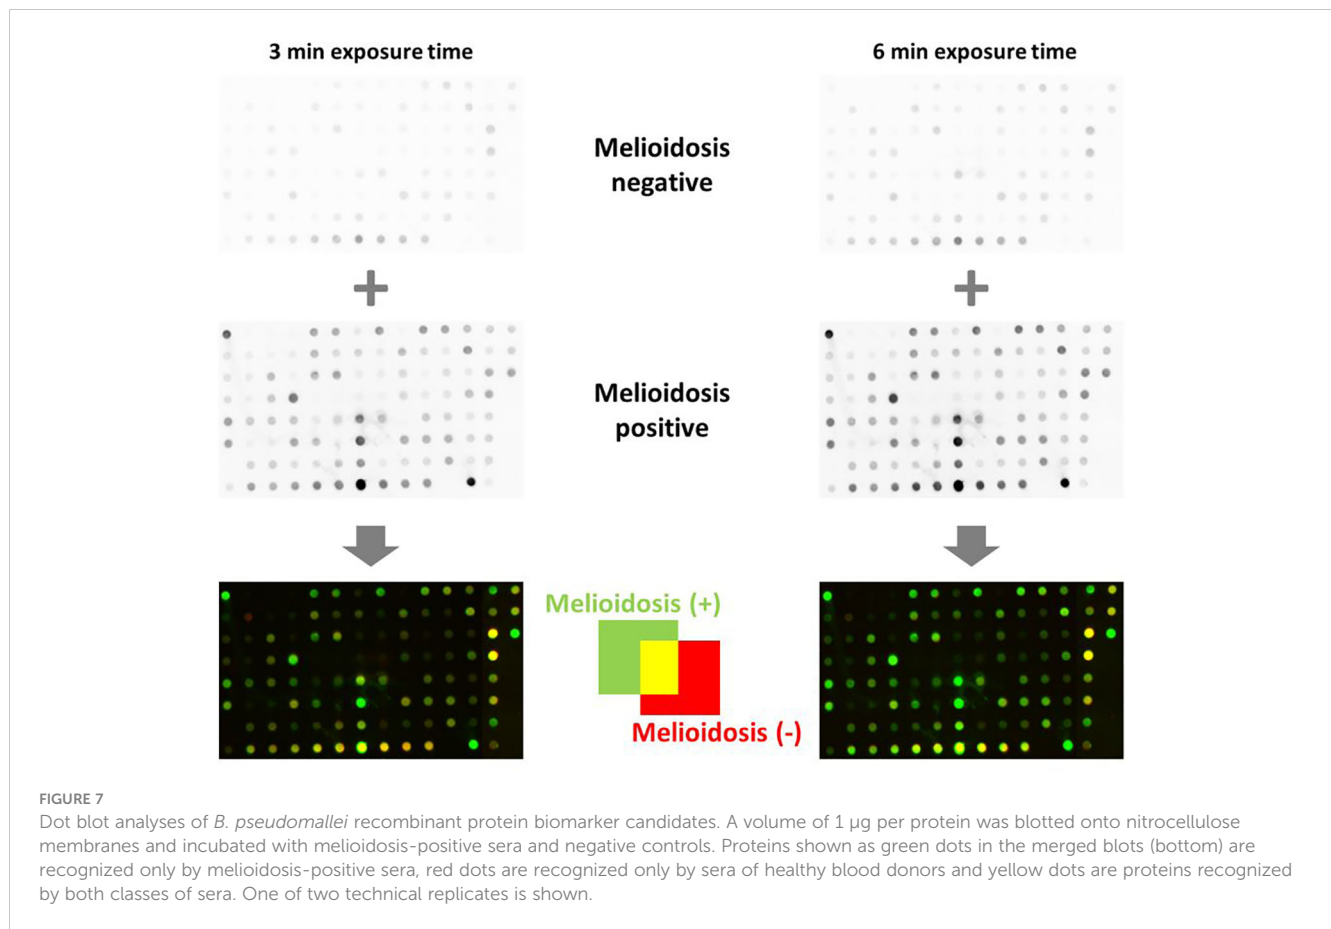 3 min exposure time
6 min exposure time
Melioidosis
negative
Melioidosis
positive
Melioidosis (+)
Melioidosis (-)
FIGURE 7
Dot blot analyses of B. pseudomallei recombinant protein biomarker candidates. A volume of 1 µg per protein was blotted onto nitrocellulose
membranes and incubated with melioidosis-positive sera and negative controls. Proteins shown as green dots in the merged blots (bottom) are
recognized only by melioidosis-positive sera, red dots are recognized only by sera of healthy blood donors and yellow dots are proteins recognized
by both classes of sera. One of two technical replicates is shown.